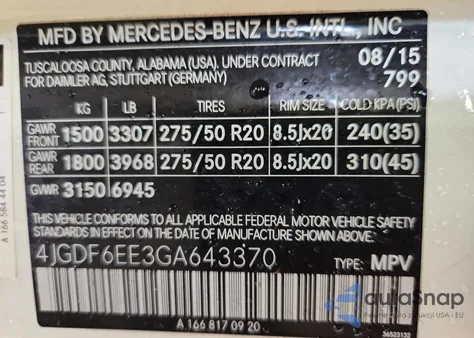 MFD BY MERCEDES-BENZ U.S. INT'L., INC
TUSCALOOSA COUNTY, ALABAMA (USA), UNDER CONTRACT 08/15
FOR DAIMLER AG, STUTTGART (GERMANY) 799
KG LB TIRES RIM SIZE COLD KPA (PSI)
GAWR FRONT 1500 3307 275/50 R20 8.5Jx20 240(35)
GAWR REAR 1800 3968 275/50 R20 8.5Jx20 310(45)
GVWR 3150 6945
THIS VEHICLE CONFORMS TO ALL APPLICABLE FEDERAL MOTOR VEHICLE SAFETY
STANDARDS IN EFFECT ON THE DATE OF MANUFACTURE SHOWN ABOVE.
4JGDF6EE3GA643370 TYPE: MPV
A 166 817 09 20
36523132
A 166 584 44 04
autaSnap